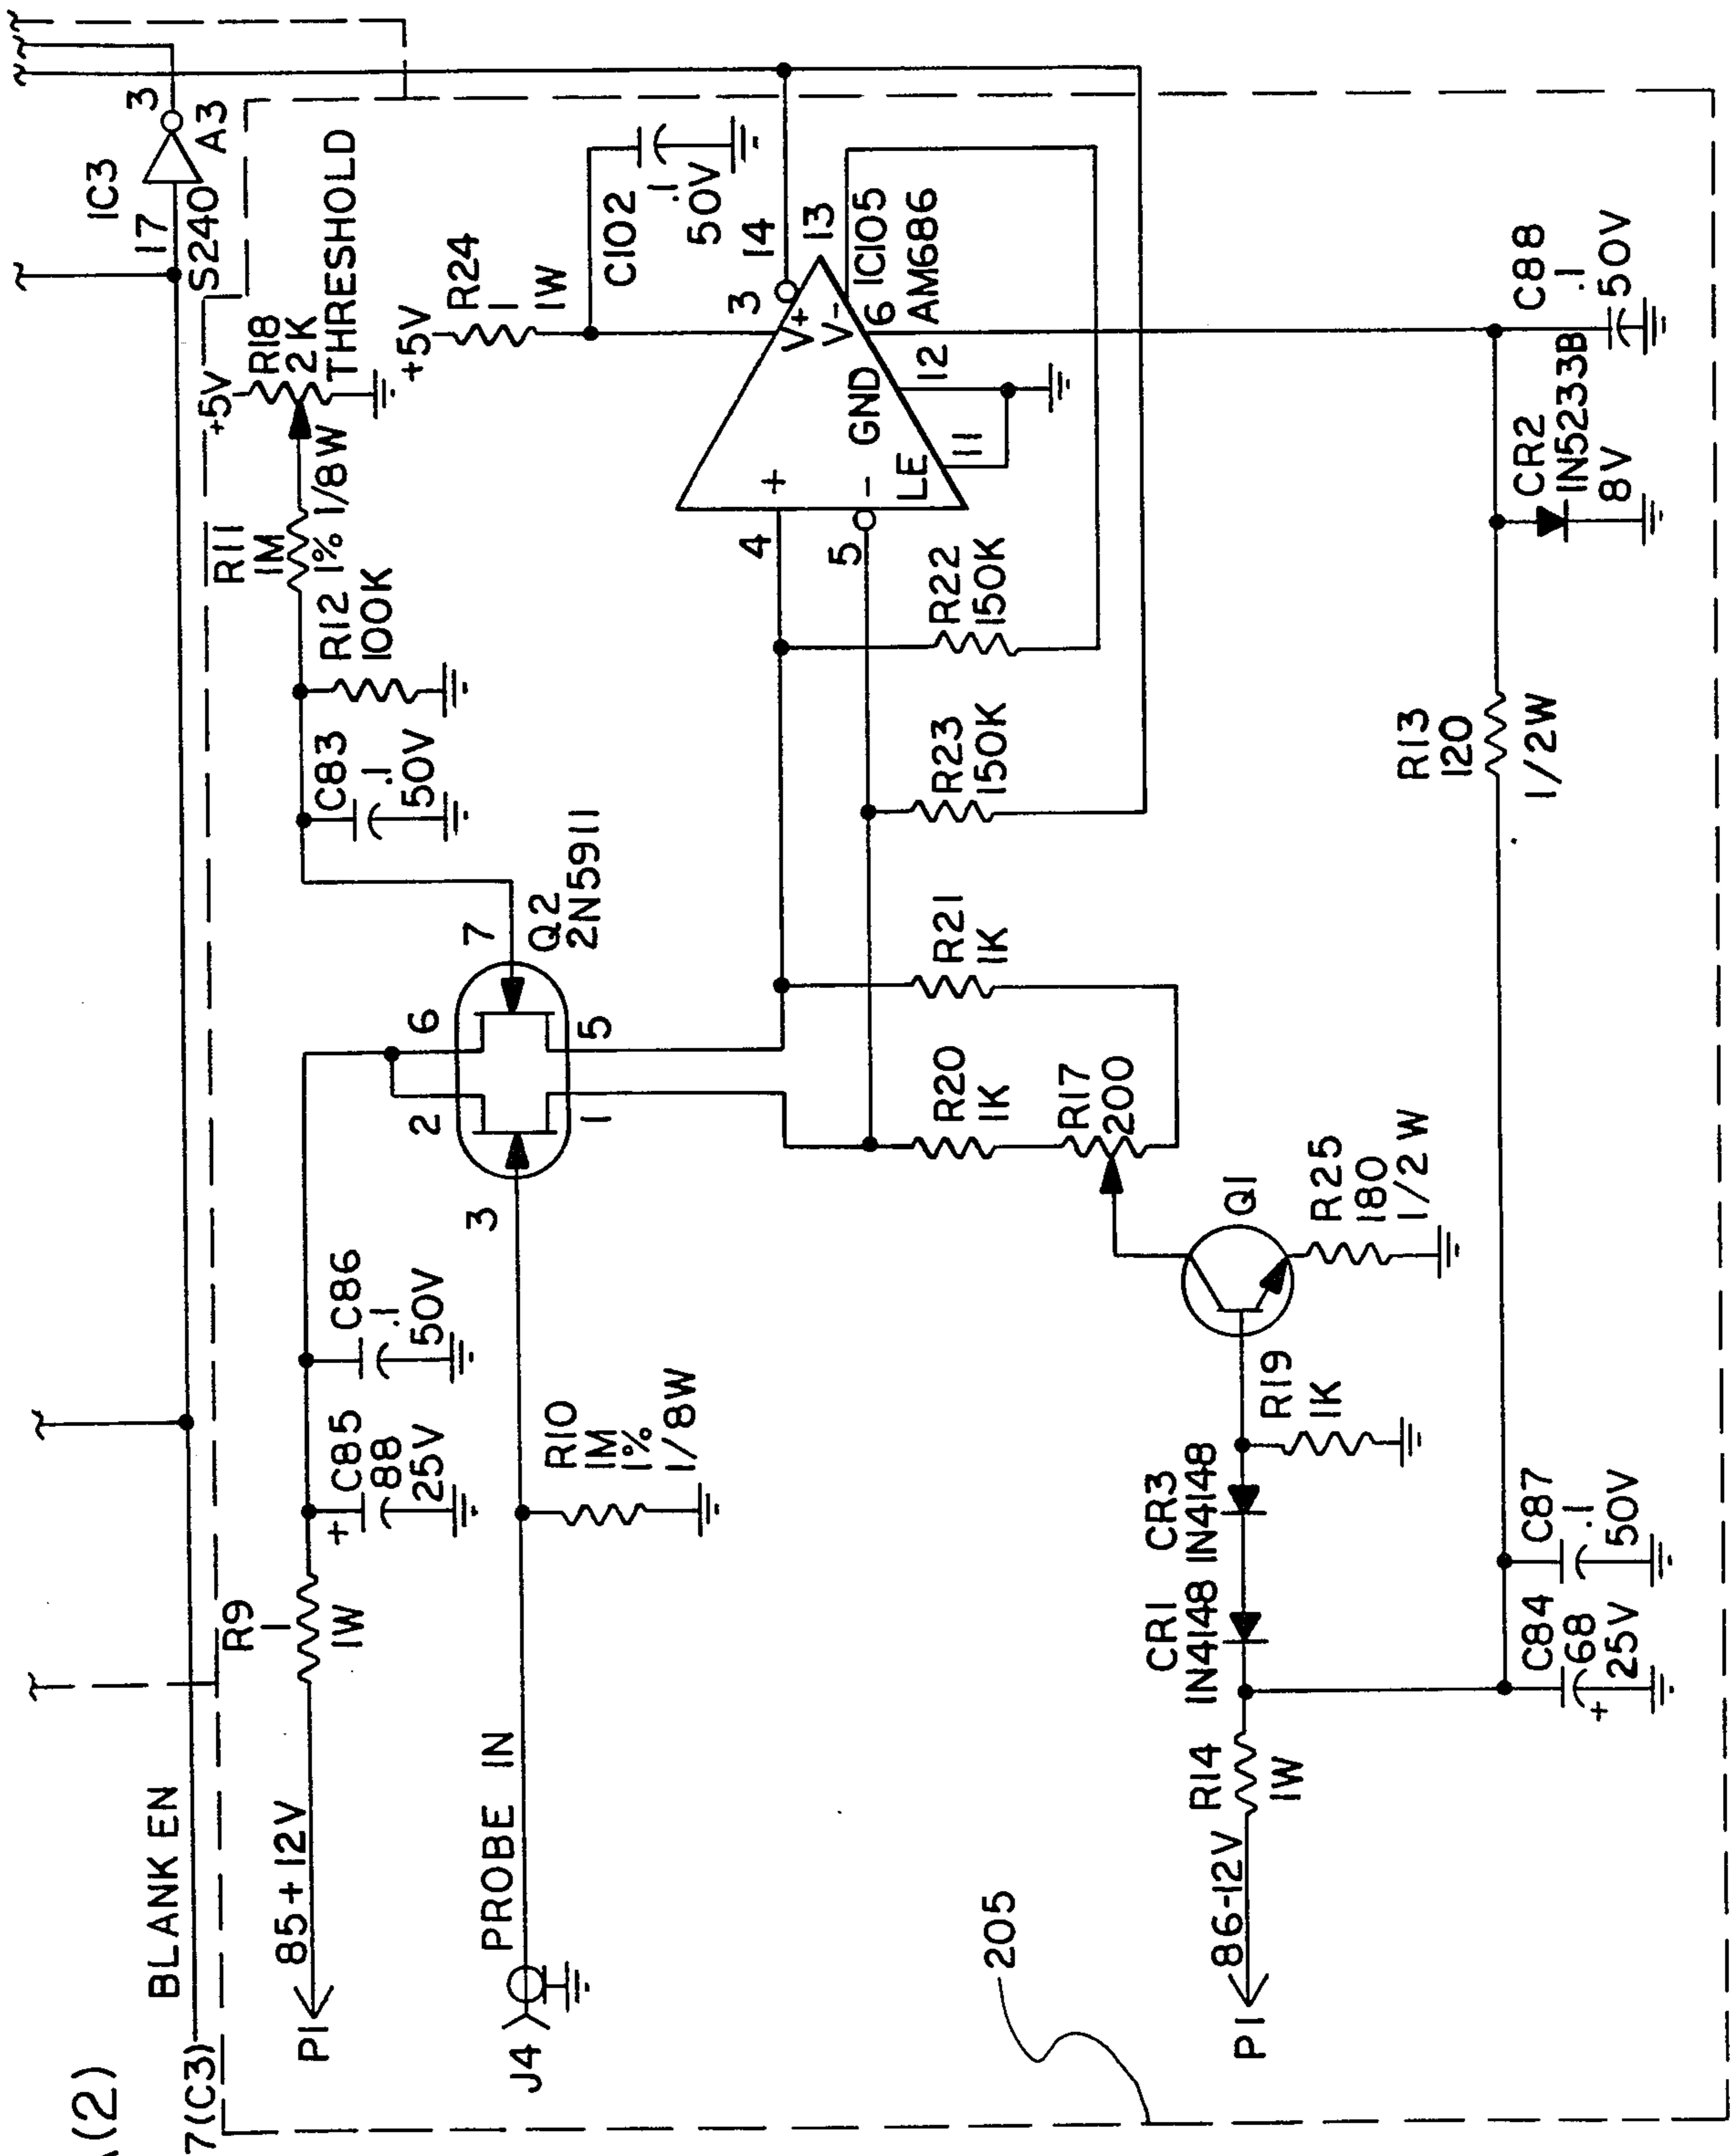 A(2)
7(C3)
BLANK EN
IC3
17
3
S240
A3
P1
85+12V
R9
1
1W
C85
88
25V
+
C86
.1
50V
C83
.1
50V
R12
100K
R11
1M
1% 1/8W
+5V
R18
2K
THRESHOLD
+5V
R24
1
1W
C102
.1
50V
J4
PROBE IN
R10
1M
1%
1/8W
3
2
6
1
5
7
Q2
2N5911
4
5
+
-
LE
GND
V+
V-
3
14
13
6
12
11
IC105
AM686
R20
1K
R21
1K
R23
150K
R22
150K
R17
200
Q1
R25
180
1/2W
R19
1K
CR1
IN4148
CR3
IN4148
P1
86-12V
R14
1W
C84
68
25V
+
C87
.1
50V
R13
120
1/2W
CR2
IN5233B
8V
C88
.1
50V
205